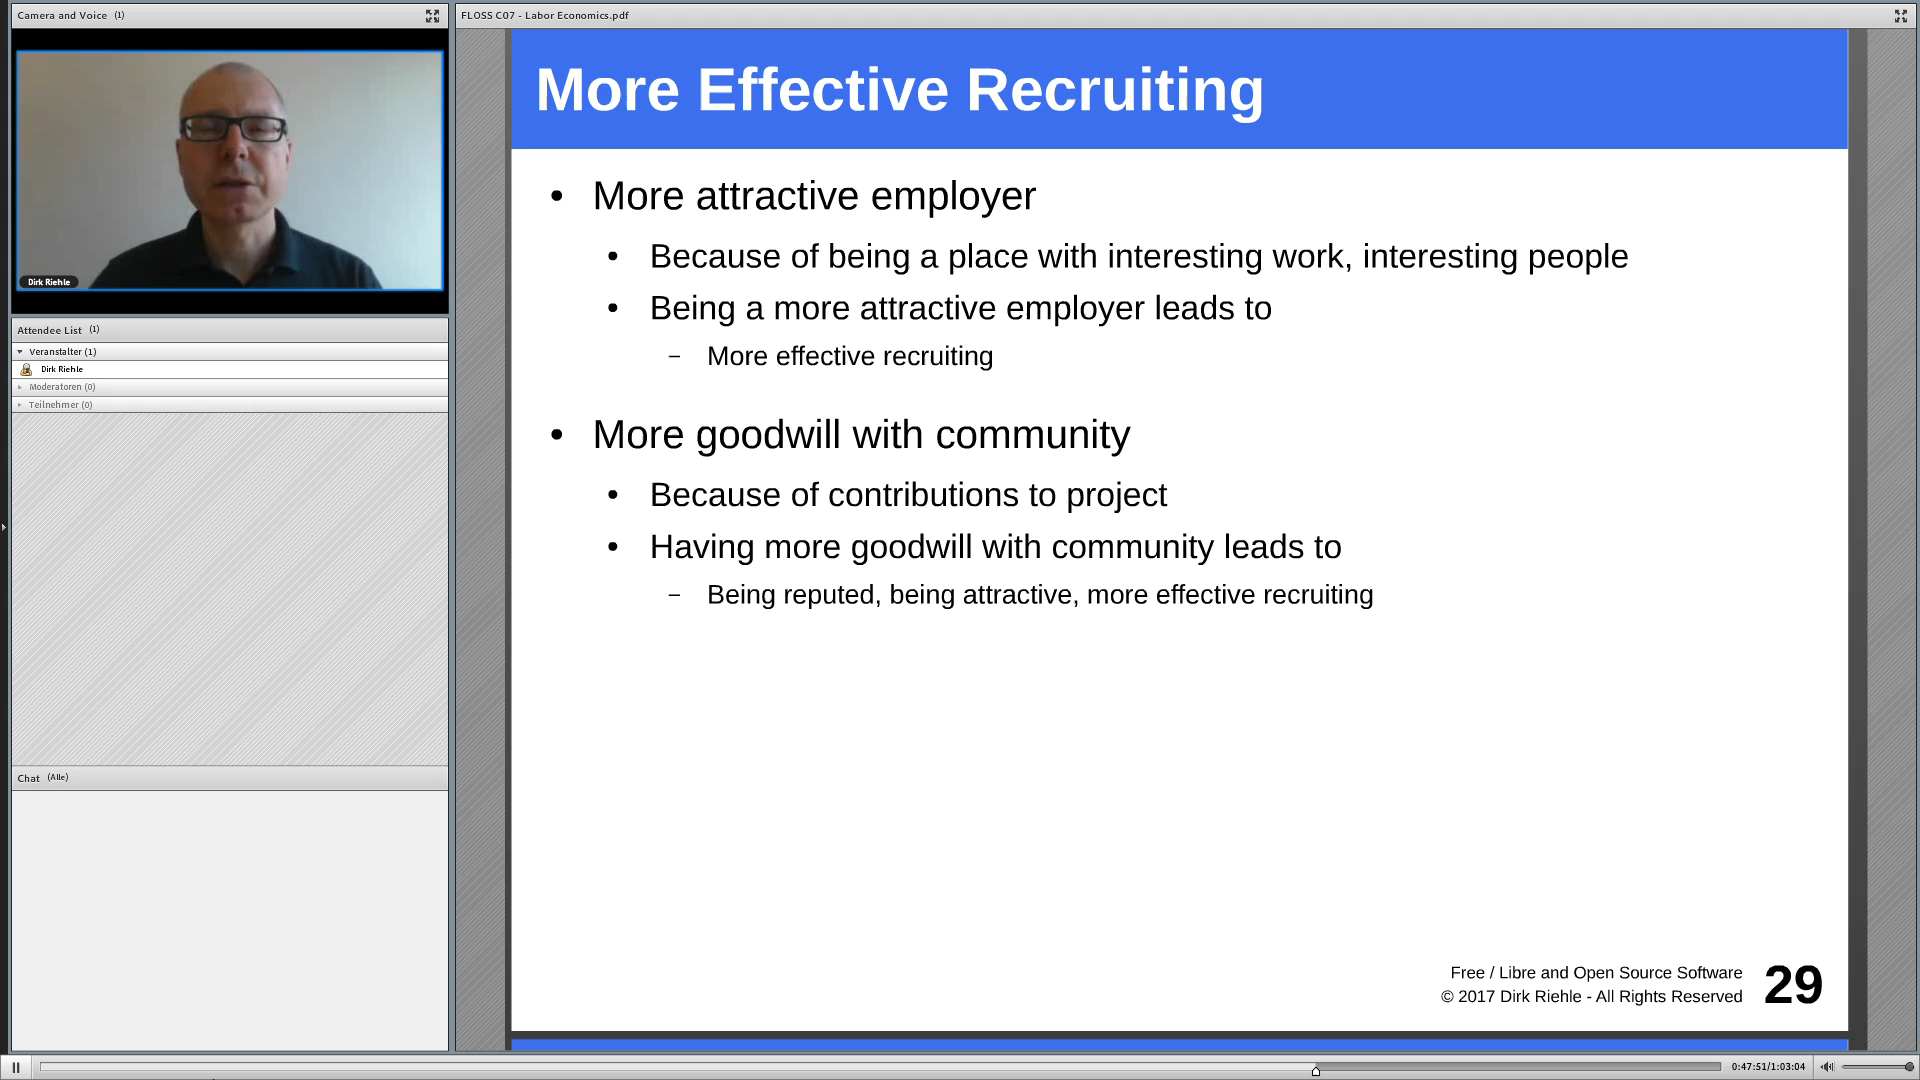 Camera and Voice (1)
Dirk Riehle
Attendee List (1)
Veranstalter (1)
Dirk Riehle
Moderatoren (0)
Teilnehmer (0)
Chat (Alle)
FLOSS C07 - Labor Economics.pdf
More Effective Recruiting
• More attractive employer
• Because of being a place with interesting work, interesting people
• Being a more attractive employer leads to
– More effective recruiting
• More goodwill with community
• Because of contributions to project
• Having more goodwill with community leads to
– Being reputed, being attractive, more effective recruiting
Free / Libre and Open Source Software
© 2017 Dirk Riehle - All Rights Reserved
29
0:47:51/1:03:04